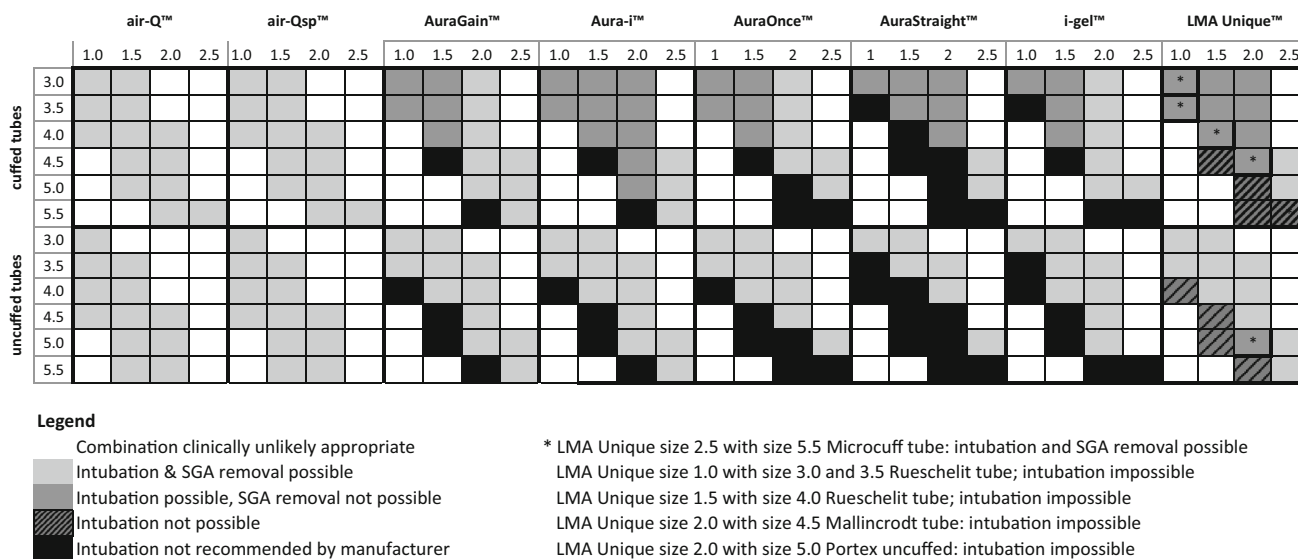 air-Q™ air-Qsp™ AuraGain™ Aura-i™ AuraOnce™ AuraStraight™ i-gel™ LMA Unique™
1.0 1.5 2.0 2.5 1.0 1.5 2.0 2.5 1.0 1.5 2.0 2.5 1.0 1.5 2.0 2.5 1 1.5 2 2.5 1 1.5 2 2.5 1.0 1.5 2.0 2.5 1.0 1.5 2.0 2.5
cuffed tubes
3.0 *
3.5 *
4.0 *
4.5 *
5.0
5.5
uncuffed tubes
3.0
3.5
4.0
4.5
5.0 *
5.5
Legend
Combination clinically unlikely appropriate
Intubation & SGA removal possible
Intubation possible, SGA removal not possible
Intubation not possible
Intubation not recommended by manufacturer
* LMA Unique size 2.5 with size 5.5 Microcuff tube: intubation and SGA removal possible
LMA Unique size 1.0 with size 3.0 and 3.5 Rueschelit tube; intubation impossible
LMA Unique size 1.5 with size 4.0 Rueschelit tube; intubation impossible
LMA Unique size 2.0 with size 4.5 Mallincrodt tube: intubation impossible
LMA Unique size 2.0 with size 5.0 Portex uncuffed: intubation impossible